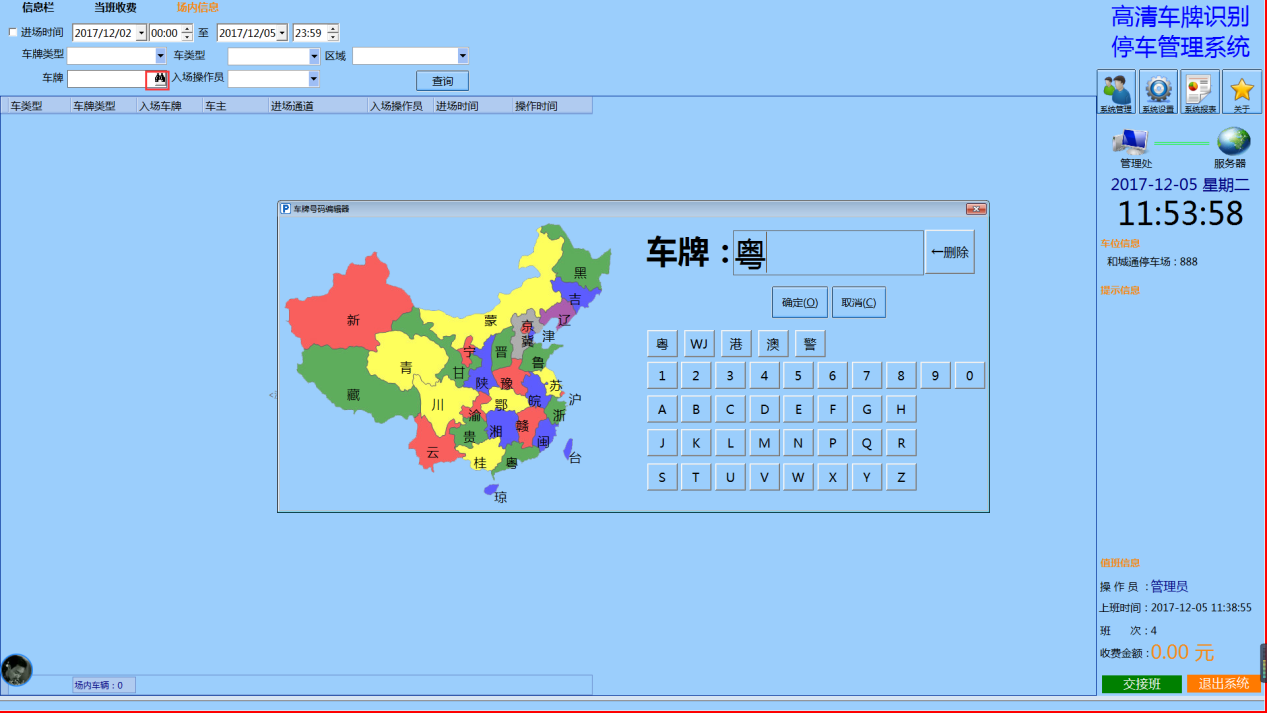 信息栏 当班收费 场内信息
进场时间 2017/12/02 00:00 至 2017/12/05 23:59
车牌类型 车类型 区域
车牌 入场操作员 查询
车类型 车牌类型 入场车牌 车主 进场通道 入场操作员 进场时间 操作时间
P 车牌号码编辑器
车牌：粤 ←删除
确定(O) 取消(C)
粤 WJ 港 澳 警
1 2 3 4 5 6 7 8 9 0
A B C D E F G H
J K L M N P Q R
S T U V W X Y Z
黑
吉
新 蒙 京 辽
冀 津
宁 晋
青 甘 鲁
陕 豫 苏
藏 川 鄂 皖 沪
渝 浙
贵 湘 赣
云 闽
桂 粤 台
琼
场内车辆：0
高清车牌识别
停车管理系统
系统管理 系统设置 系统报表 关于
管理处 服务器
2017-12-05 星期二
11:53:58
车位信息
和城通停车场：888
提示信息
值班信息
操 作 员 ：管理员
上班时间：2017-12-05 11:38:55
班 次：4
收费金额：0.00 元
交接班 退出系统